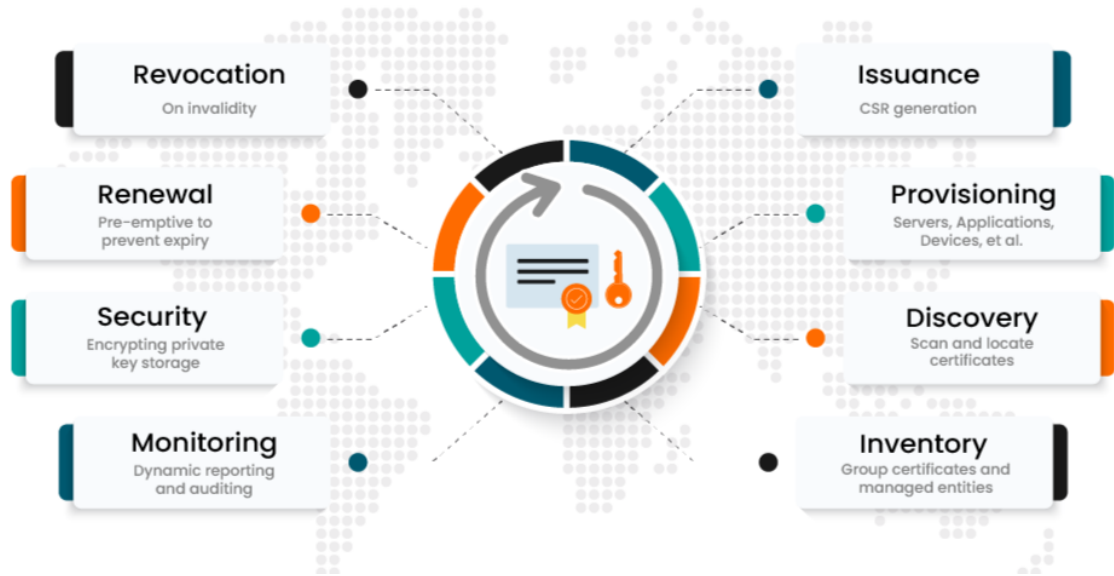 Revocation
On invalidity
Issuance
CSR generation
Renewal
Pre-emptive to
prevent expiry
Provisioning
Servers, Applications,
Devices, et al.
Security
Encrypting private
key storage
Discovery
Scan and locate
certificates
Monitoring
Dynamic reporting
and auditing
Inventory
Group certificates and
managed entities